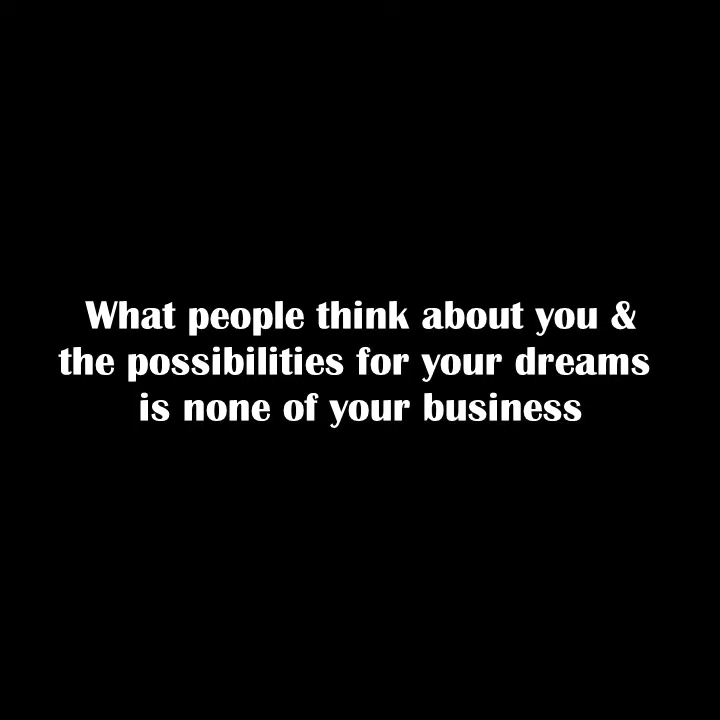 What people think about you &
the possibilities for your dreams
is none of your business